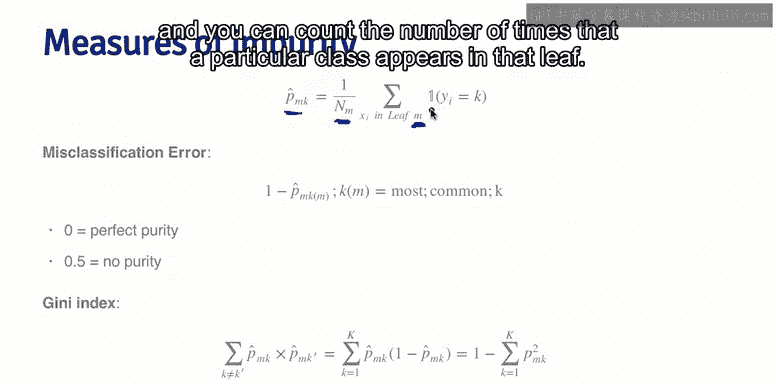 and you can count the number of times that
Measures of Impurity
a particular class appears in that leaf.
p̂_mk = 1/N_m ∑_{x_i in Leaf m} 𝟙(y_i = k)
Misclassification Error:
1 − p̂_mk(m) ; k(m) = most; common; k
· 0 = perfect purity
· 0.5 = no purity
Gini index:
∑_{k≠k′} p̂_mk × p̂_mk′ = ∑_{k=1}^{K} p̂_mk(1 − p̂_mk) = 1 − ∑_{k=1}^{K} p²_mk